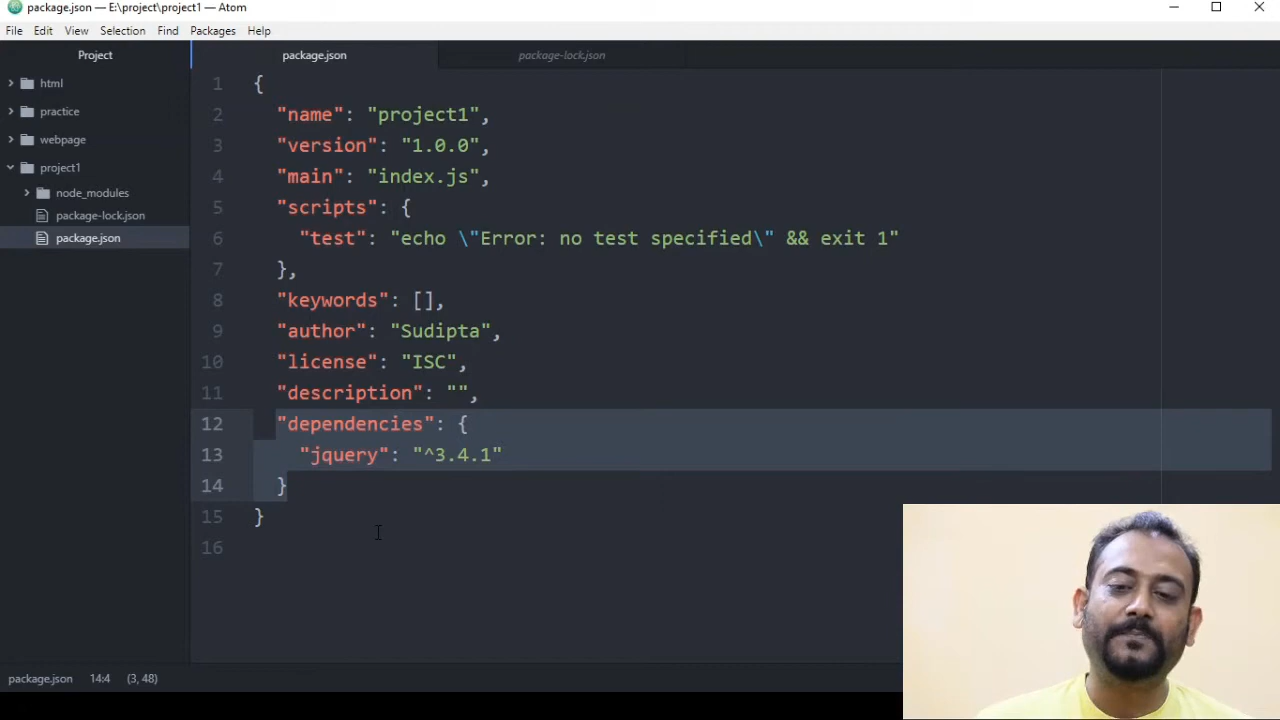 package.json — E:\project\project1 — Atom
File Edit View Selection Find Packages Help
Project
html
practice
webpage
project1
node_modules
package-lock.json
package.json
package.json package-lock.json
1 {
2 "name": "project1",
3 "version": "1.0.0",
4 "main": "index.js",
5 "scripts": {
6 "test": "echo \"Error: no test specified\" && exit 1"
7 },
8 "keywords": [],
9 "author": "Sudipta",
10 "license": "ISC",
11 "description": "",
12 "dependencies": {
13 "jquery": "^3.4.1"
14 }
15 }
16
package.json 14:4 (3, 48)